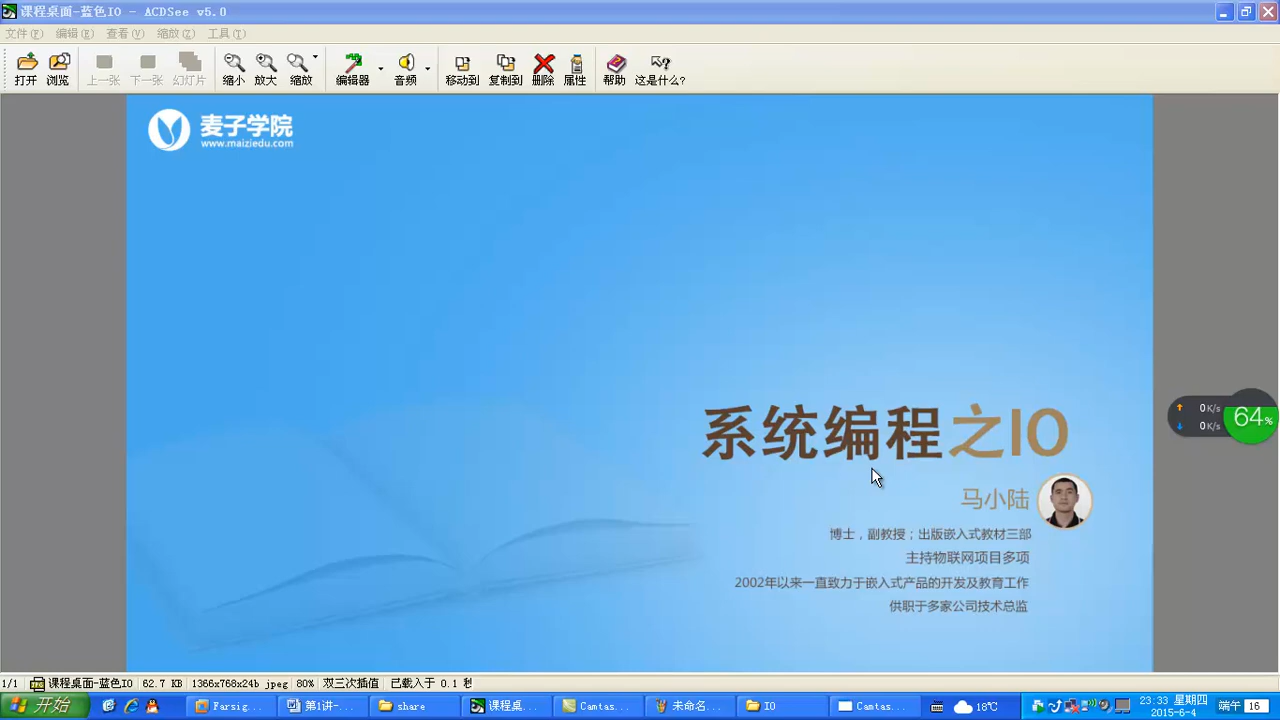 课程桌面-蓝色IO - ACDSee v5.0
文件(F) 编辑(E) 查看(V) 缩放(Z) 工具(T)
打开 浏览 上一张 下一张 幻灯片 缩小 放大 缩放 编辑器 音频 移动到 复制到 删除 属性 帮助 这是什么?
麦子学院
www.maiziedu.com
系统编程之IO
马小陆
博士，副教授；出版嵌入式教材三部
主持物联网项目多项
2002年以来一直致力于嵌入式产品的开发及教育工作
供职于多家公司技术总监
0K/s
0K/s
64%
1/1 课程桌面-蓝色IO 62.7 KB 1366x768x24b jpeg 80% 双三次插值 已载入于 0.1 秒
开始 Farsig... 第1讲-... share 课程桌... Camtas... 未命名... IO Camtas... 18℃ 23:33 星期四 2015-6-4 端午 16